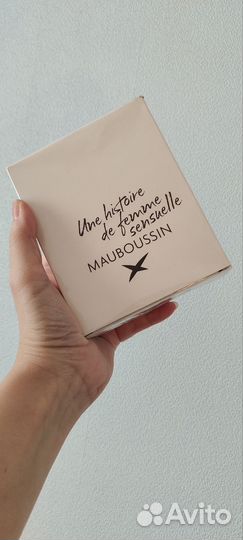 Une histoire
de femme
sensuelle
MAUBOUSSIN
Avito